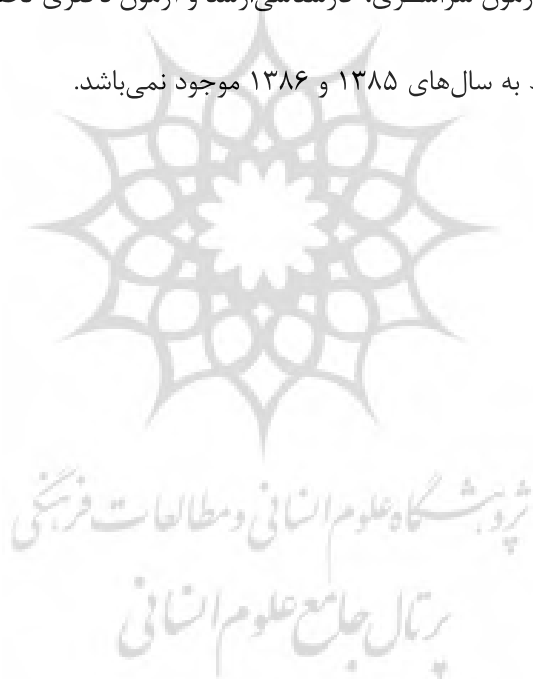 سراسری، کارشناسی‌ارشد و آزمون دکتری
به سال‌های ۱۳۸۵ و ۱۳۸۶ موجود نمی‌باشد.
پژوهشگاه علوم انسانی و مطالعات فرهنگی
پرتال جامع علوم انسانی